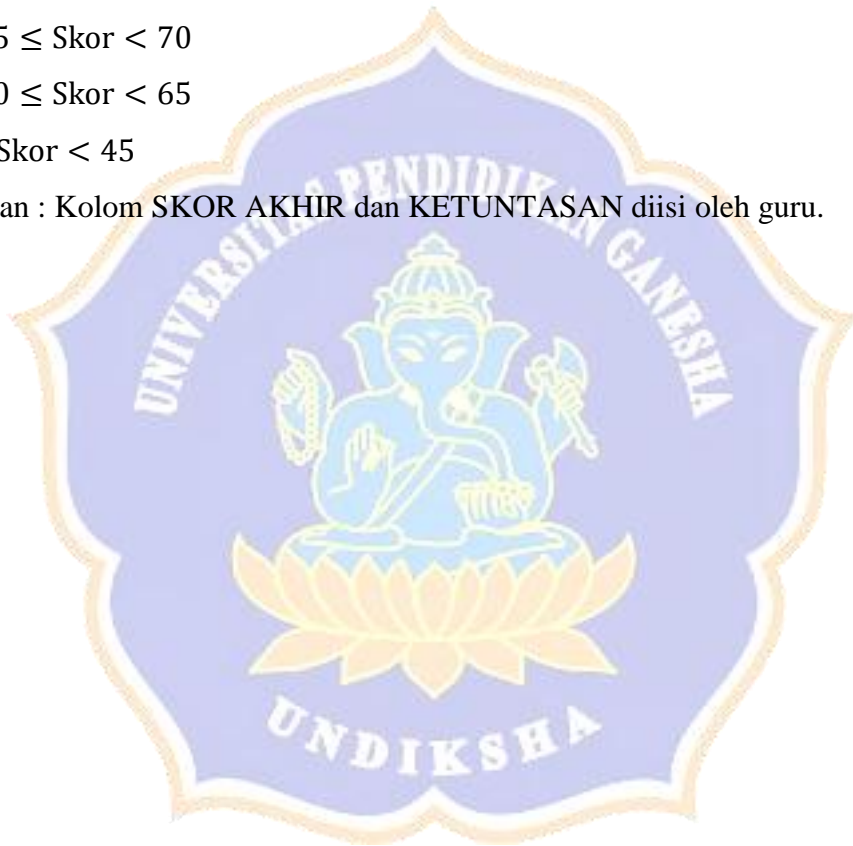 5 ≤ Skor < 70
0 ≤ Skor < 65
Skor < 45
an : Kolom SKOR AKHIR dan KETUNTASAN diisi oleh guru.
UNIVERSITAS PENDIDIKAN GANESHA
UNDIKSHA